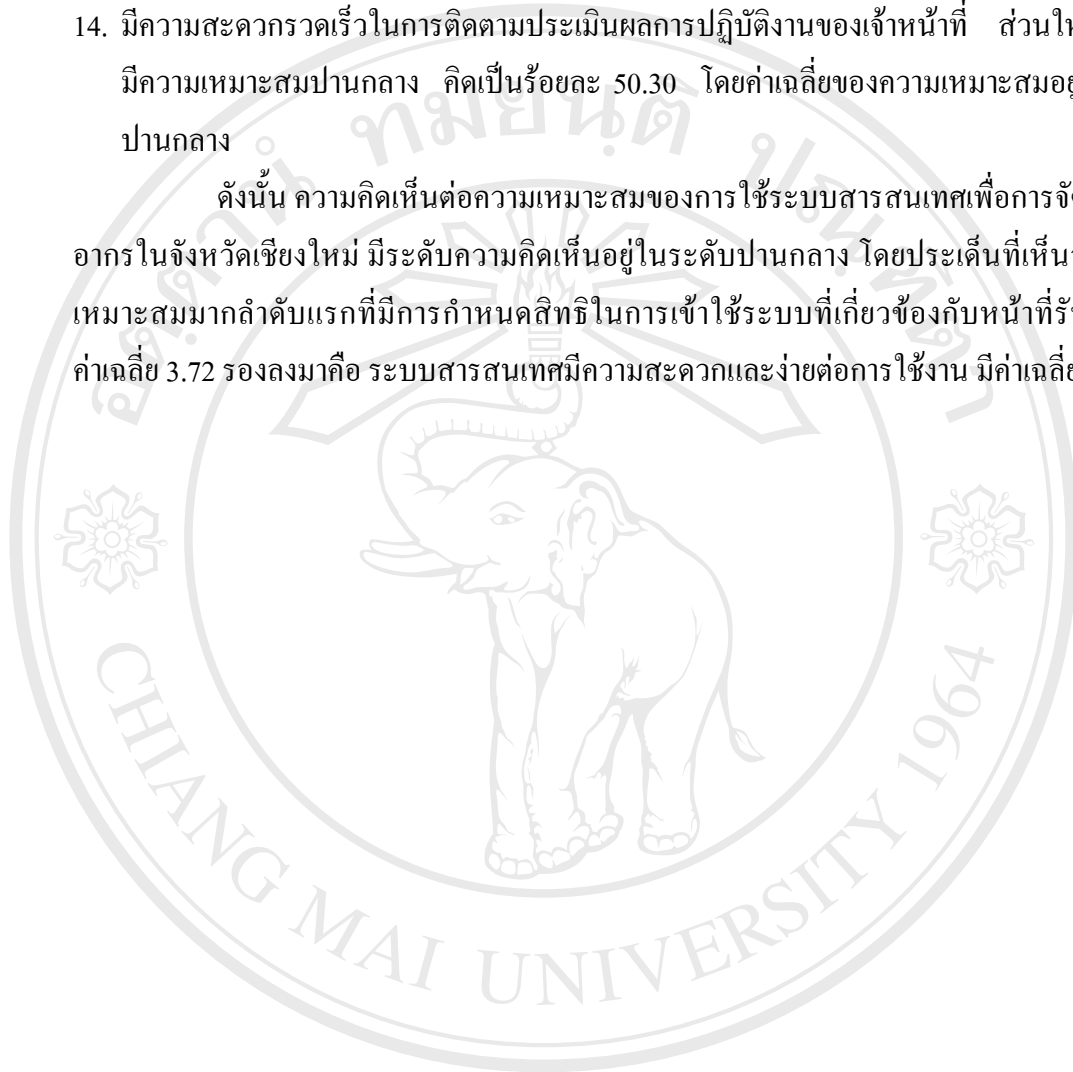 14. มีความสะดวกรวดเร็วในการติดตามประเมินผลการปฏิบัติงานของเจ้าหน้าที่ ส่วนให
มีความเหมาะสมปานกลาง คิดเป็นร้อยละ 50.30 โดยค่าเฉลี่ยของความเหมาะสมอยู
ปานกลาง
ดังนั้น ความคิดเห็นต่อความเหมาะสมของการใช้ระบบสารสนเทศเพื่อการจั
อากรในจังหวัดเชียงใหม่ มีระดับความคิดเห็นอยู่ในระดับปานกลาง โดยประเด็นที่เห็น
เหมาะสมมากลำดับแรกที่มีการกำหนดสิทธิในการเข้าใช้ระบบที่เกี่ยวข้องกับหน้าที่รั
ค่าเฉลี่ย 3.72 รองลงมาคือ ระบบสารสนเทศมีความสะดวกและง่ายต่อการใช้งาน มีค่าเฉลี่ย
อตฺตานํ ทมยนฺติ ปณฺฑิตา
CHIANG MAI UNIVERSITY 1964